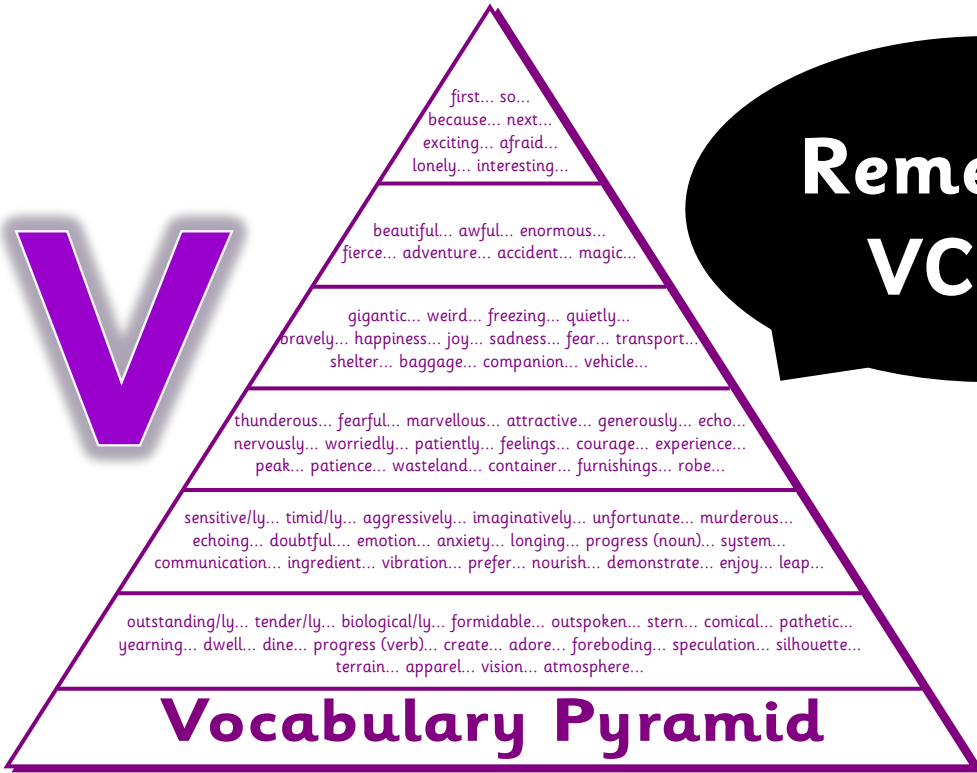 first... so...
because... next...
exciting... afraid...
lonely... interesting...
beautiful... awful... enormous...
fierce... adventure... accident... magic...
gigantic... weird... freezing... quietly...
bravely... happiness... joy... sadness... fear... transport...
shelter... baggage... companion... vehicle...
thunderous... fearful... marvellous... attractive... generously... echo...
nervously... worriedly... patiently... feelings... courage... experience...
peak... patience... wasteland... container... furnishings... robe...
sensitive/ly... timid/ly... aggressively... imaginatively... unfortunate... murderous...
echoing... doubtful.... emotion... anxiety... longing... progress (noun)... system...
communication... ingredient... vibration... prefer... nourish... demonstrate... enjoy... leap...
outstanding/ly... tender/ly... biological/ly... formidable... outspoken... stern... comical... pathetic...
yearning... dwell... dine... progress (verb)... create... adore... foreboding... speculation... silhouette...
terrain... apparel... vision... atmosphere...
Vocabulary Pyramid
V
Reme
VC